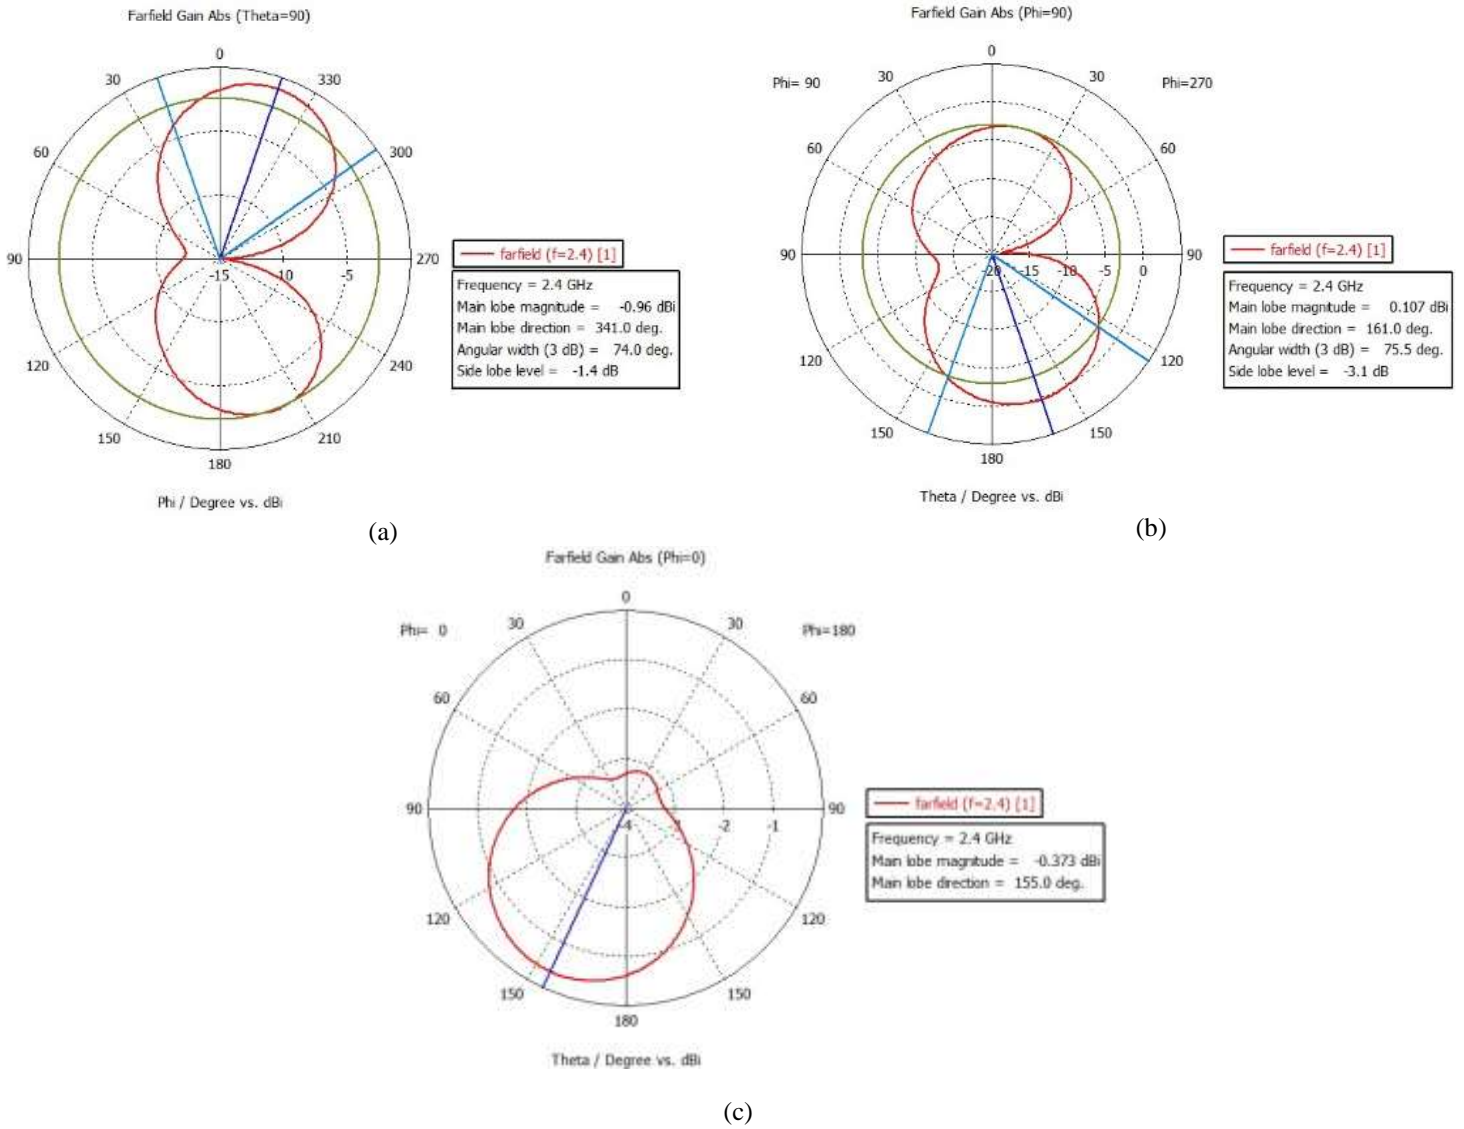 Farfield Gain Abs (Theta=90)
0
30
330
60
300
90
-15
-10
-5
270
120
240
150
210
180
Phi / Degree vs. dBi
farfield (f=2.4) [1]
Frequency = 2.4 GHz
Main lobe magnitude = -0.96 dBi
Main lobe direction = 341.0 deg.
Angular width (3 dB) = 74.0 deg.
Side lobe level = -1.4 dB
(a)
Farfield Gain Abs (Phi=90)
0
Phi= 90
30
30
Phi=270
60
60
90
-20
-15
-10
-5
0
90
120
120
150
150
180
Theta / Degree vs. dBi
farfield (f=2.4) [1]
Frequency = 2.4 GHz
Main lobe magnitude = 0.107 dBi
Main lobe direction = 161.0 deg.
Angular width (3 dB) = 75.5 deg.
Side lobe level = -3.1 dB
(b)
Farfield Gain Abs (Phi=0)
0
Phi= 0
30
30
Phi=180
60
60
90
-4
-3
-2
-1
90
120
120
150
150
180
Theta / Degree vs. dBi
farfield (f=2.4) [1]
Frequency = 2.4 GHz
Main lobe magnitude = -0.373 dBi
Main lobe direction = 155.0 deg.
(c)